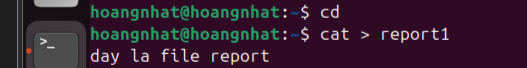 hoangnhat@hoangnhat:~$ cd
hoangnhat@hoangnhat:~$ cat > report1
day la file report